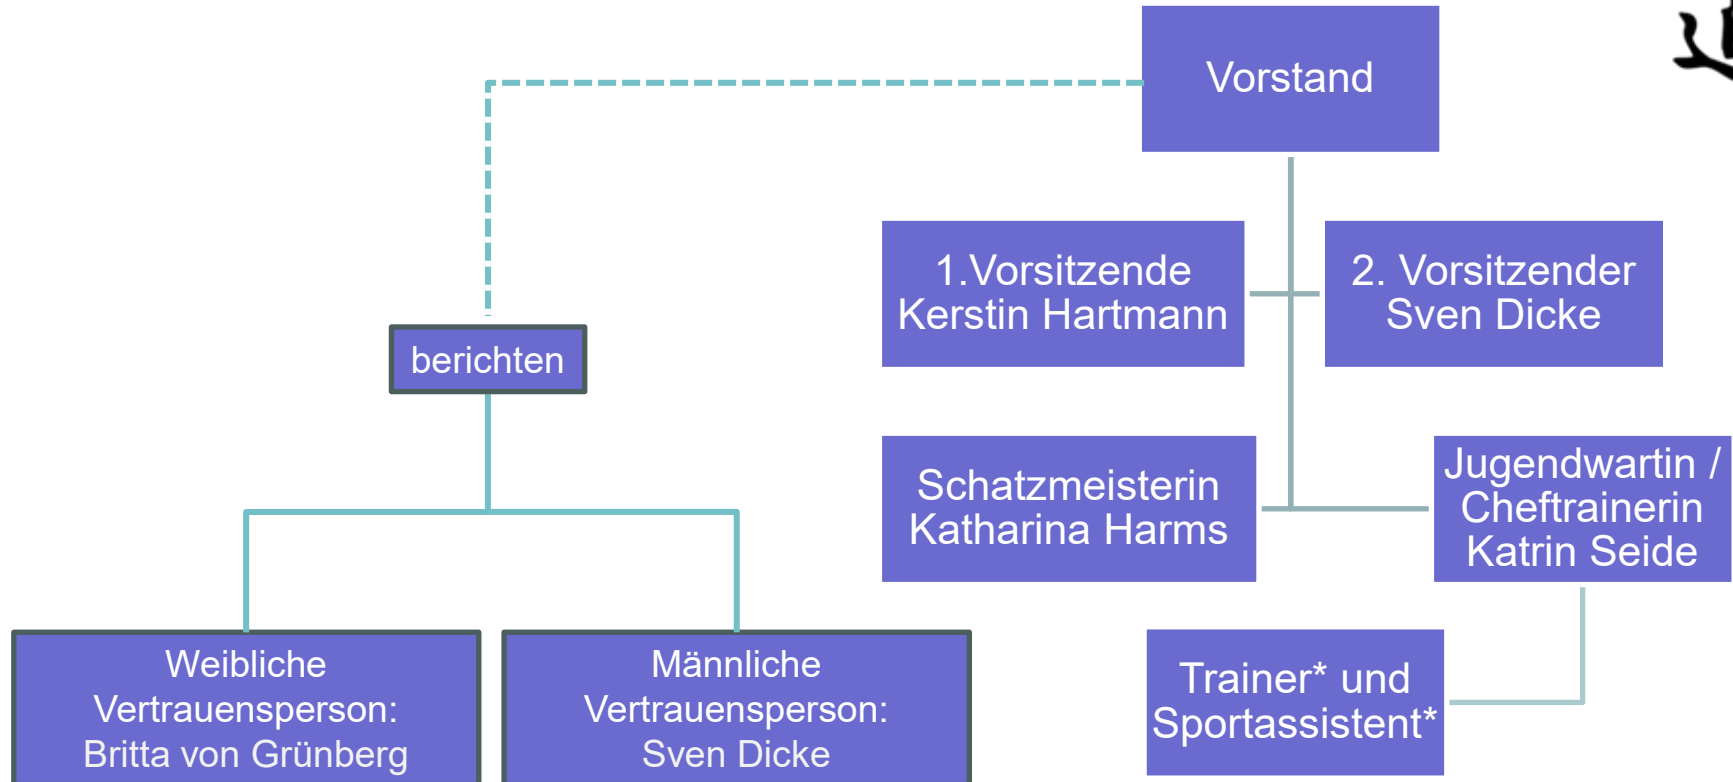 Vorstand
1.Vorsitzende
Kerstin Hartmann
2. Vorsitzender
Sven Dicke
berichten
Schatzmeisterin
Katharina Harms
Jugendwartin /
Cheftrainerin
Katrin Seide
Weibliche
Vertrauensperson:
Britta von Grünberg
Männliche
Vertrauensperson:
Sven Dicke
Trainer* und
Sportassistent*